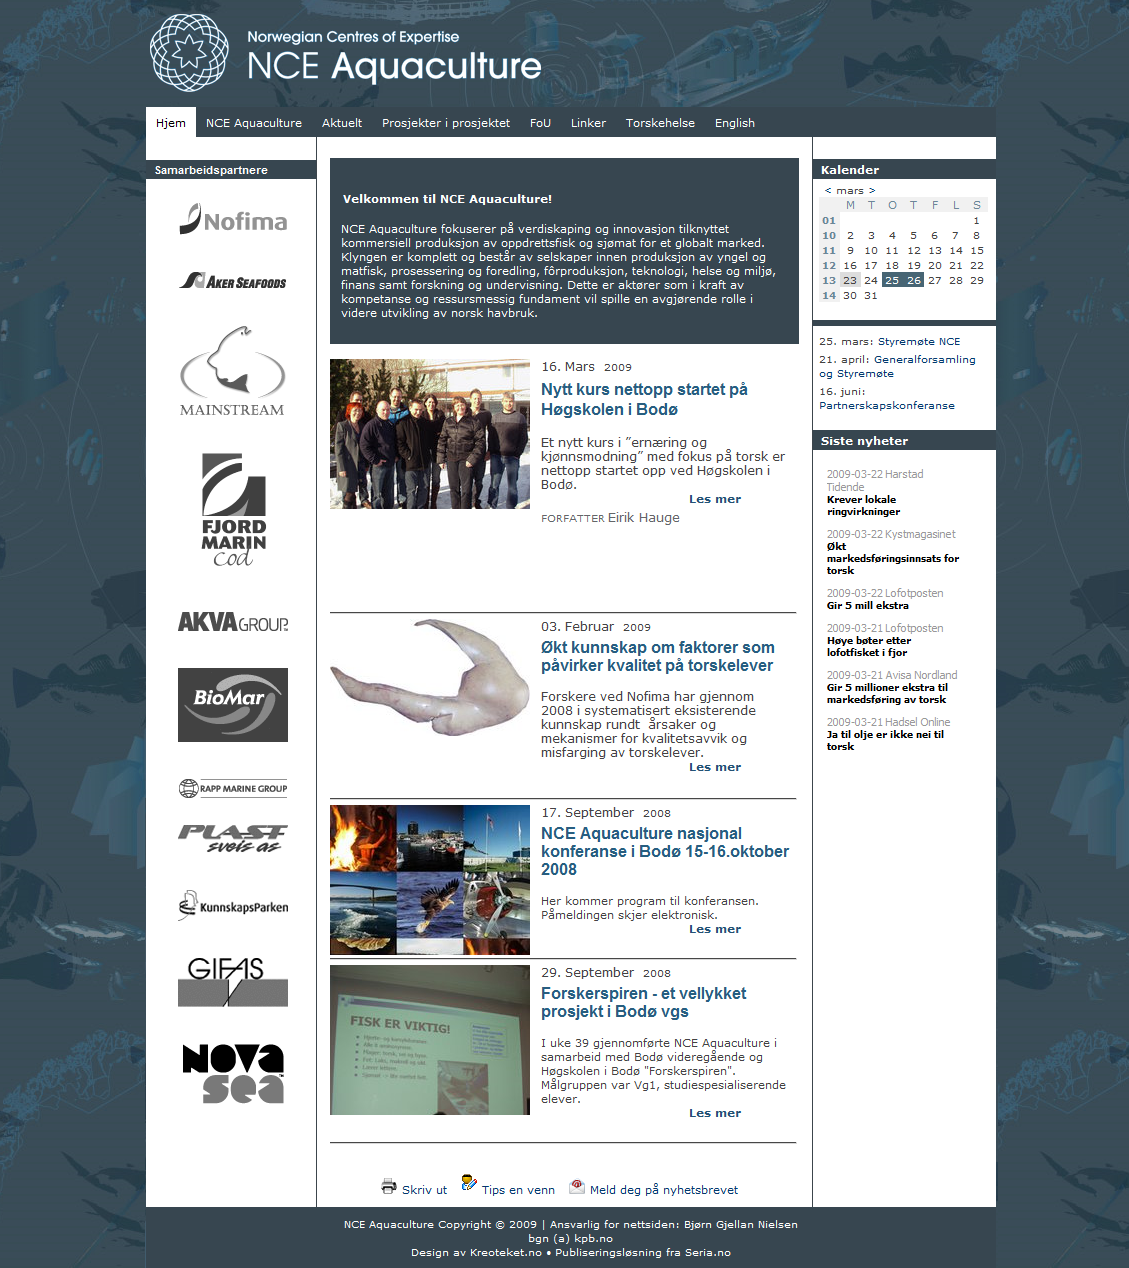 Norwegian Centres of Expertise
NCE Aquaculture
Hjem NCE Aquaculture Aktuelt Prosjekter i prosjektet FoU Linker Torskehelse English
Samarbeidspartnere
Nofima
AKER SEAFOODS
MAINSTREAM
FJORD
MARIN
cod
AKVA GROUP
BioMar
RAPP MARINE GROUP
PLAST
sveis as
KunnskapsParken
GIFAS
NOVA
SEA
Velkommen til NCE Aquaculture!
NCE Aquaculture fokuserer på verdiskaping og innovasjon tilknyttet
kommersiell produksjon av oppdrettsfisk og sjømat for et globalt marked.
Klyngen er komplett og består av selskaper innen produksjon av yngel og
matfisk, prosessering og foredling, fôrproduksjon, teknologi, helse og miljø,
finans samt forskning og undervisning. Dette er aktører som i kraft av
kompetanse og ressursmessig fundament vil spille en avgjørende rolle i
videre utvikling av norsk havbruk.
16. Mars 2009
Nytt kurs nettopp startet på
Høgskolen i Bodø
Et nytt kurs i ”ernæring og
kjønnsmodning” med fokus på torsk er
nettopp startet opp ved Høgskolen i
Bodø.
Les mer
FORFATTER Eirik Hauge
03. Februar 2009
Økt kunnskap om faktorer som
påvirker kvalitet på torskelever
Forskere ved Nofima har gjennom
2008 i systematisert eksisterende
kunnskap rundt årsaker og
mekanismer for kvalitetsavvik og
misfarging av torskelever.
Les mer
17. September 2008
NCE Aquaculture nasjonal
konferanse i Bodø 15-16.oktober
2008
Her kommer program til konferansen.
Påmeldingen skjer elektronisk.
Les mer
FISK ER VIKTIG!
29. September 2008
Forskerspiren - et vellykket
prosjekt i Bodø vgs
I uke 39 gjennomførte NCE Aquaculture i
samarbeid med Bodø videregående og
Høgskolen i Bodø "Forskerspiren".
Målgruppen var Vg1, studiespesialiserende
elever.
Les mer
Skriv ut Tips en venn Meld deg på nyhetsbrevet
Kalender
< mars >
M T O T F L S
01 1
10 2 3 4 5 6 7 8
11 9 10 11 12 13 14 15
12 16 17 18 19 20 21 22
13 23 24 25 26 27 28 29
14 30 31
25. mars: Styremøte NCE
21. april: Generalforsamling
og Styremøte
16. juni:
Partnerskapskonferanse
Siste nyheter
2009-03-22 Harstad
Tidende
Krever lokale
ringvirkninger
2009-03-22 Kystmagasinet
Økt
markedsføringsinnsats for
torsk
2009-03-22 Lofotposten
Gir 5 mill ekstra
2009-03-21 Lofotposten
Høye bøter etter
lofotfisket i fjor
2009-03-21 Avisa Nordland
Gir 5 millioner ekstra til
markedsføring av torsk
2009-03-21 Hadsel Online
Ja til olje er ikke nei til
torsk
NCE Aquaculture Copyright © 2009 | Ansvarlig for nettsiden: Bjørn Gjellan Nielsen
bgn (a) kpb.no
Design av Kreoteket.no • Publiseringsløsning fra Seria.no